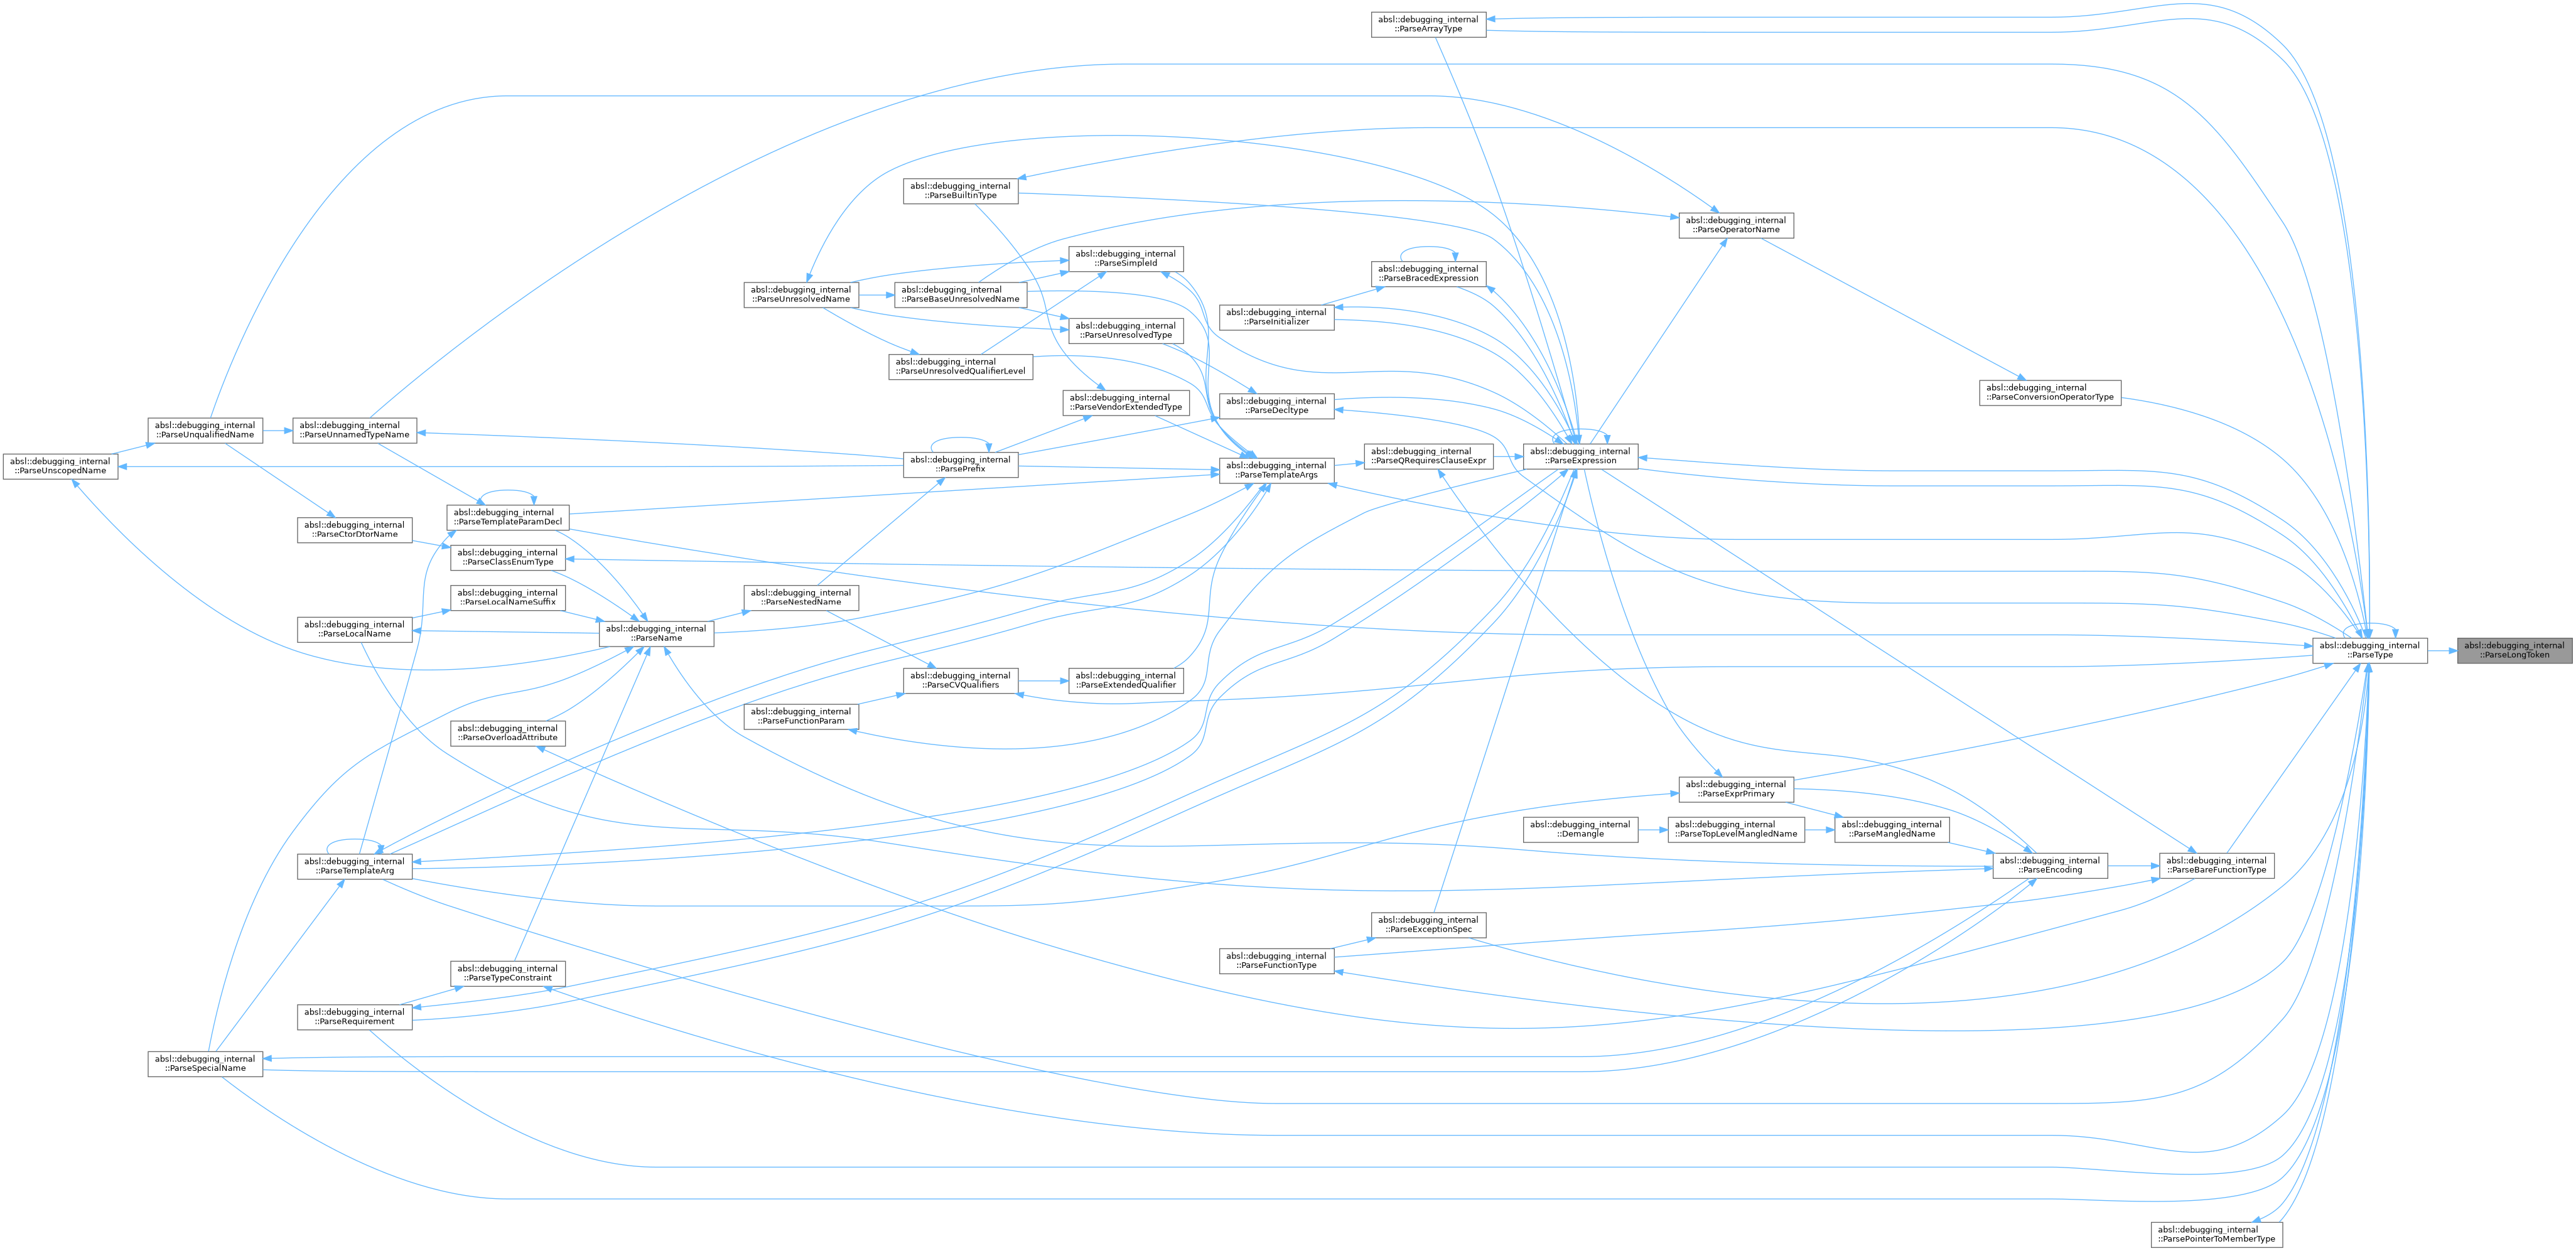 absl::debugging_internal
::ParseArrayType
absl::debugging_internal
::ParseBuiltinType
absl::debugging_internal
::ParseOperatorName
absl::debugging_internal
::ParseSimpleId
absl::debugging_internal
::ParseBracedExpression
absl::debugging_internal
::ParseUnresolvedName
absl::debugging_internal
::ParseBaseUnresolvedName
absl::debugging_internal
::ParseInitializer
absl::debugging_internal
::ParseUnresolvedType
absl::debugging_internal
::ParseUnresolvedQualifierLevel
absl::debugging_internal
::ParseConversionOperatorType
absl::debugging_internal
::ParseVendorExtendedType
absl::debugging_internal
::ParseDecltype
absl::debugging_internal
::ParseUnqualifiedName
absl::debugging_internal
::ParseUnnamedTypeName
absl::debugging_internal
::ParseQRequiresClauseExpr
absl::debugging_internal
::ParseExpression
absl::debugging_internal
::ParseUnscopedName
absl::debugging_internal
::ParsePrefix
absl::debugging_internal
::ParseTemplateArgs
absl::debugging_internal
::ParseTemplateParamDecl
absl::debugging_internal
::ParseCtorDtorName
absl::debugging_internal
::ParseClassEnumType
absl::debugging_internal
::ParseLocalNameSuffix
absl::debugging_internal
::ParseNestedName
absl::debugging_internal
::ParseLocalName
absl::debugging_internal
::ParseName
absl::debugging_internal
::ParseType
absl::debugging_internal
::ParseLongToken
absl::debugging_internal
::ParseCVQualifiers
absl::debugging_internal
::ParseExtendedQualifier
absl::debugging_internal
::ParseFunctionParam
absl::debugging_internal
::ParseOverloadAttribute
absl::debugging_internal
::ParseExprPrimary
absl::debugging_internal
::Demangle
absl::debugging_internal
::ParseTopLevelMangledName
absl::debugging_internal
::ParseMangledName
absl::debugging_internal
::ParseTemplateArg
absl::debugging_internal
::ParseEncoding
absl::debugging_internal
::ParseBareFunctionType
absl::debugging_internal
::ParseExceptionSpec
absl::debugging_internal
::ParseFunctionType
absl::debugging_internal
::ParseTypeConstraint
absl::debugging_internal
::ParseRequirement
absl::debugging_internal
::ParseSpecialName
absl::debugging_internal
::ParsePointerToMemberType